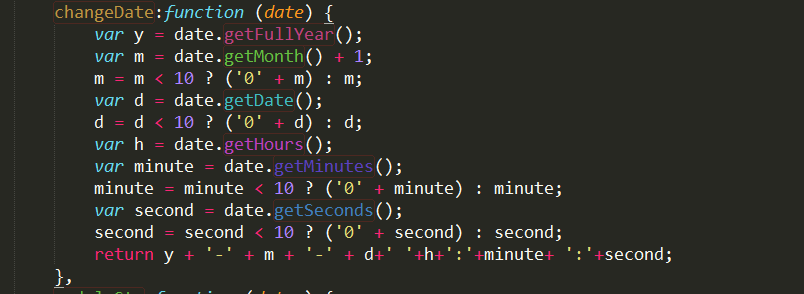 changeDate:function (date) {
var y = date.getFullYear();
var m = date.getMonth() + 1;
m = m < 10 ? ('0' + m) : m;
var d = date.getDate();
d = d < 10 ? ('0' + d) : d;
var h = date.getHours();
var minute = date.getMinutes();
minute = minute < 10 ? ('0' + minute) : minute;
var second = date.getSeconds();
second = second < 10 ? ('0' + second) : second;
return y + '-' + m + '-' + d+' '+h+':'+minute+ ':'+second;
},